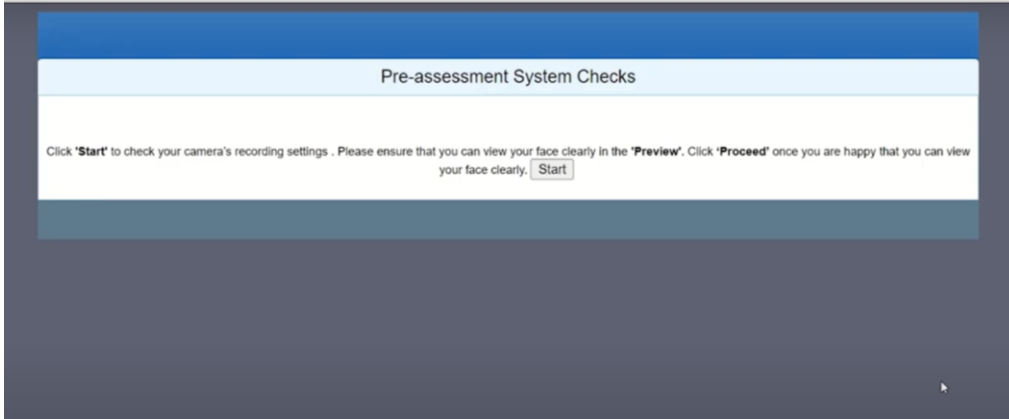 Pre-assessment System Checks
Click 'Start' to check your camera's recording settings . Please ensure that you can view your face clearly in the 'Preview'. Click ‘Proceed’ once you are happy that you can view
your face clearly. Start